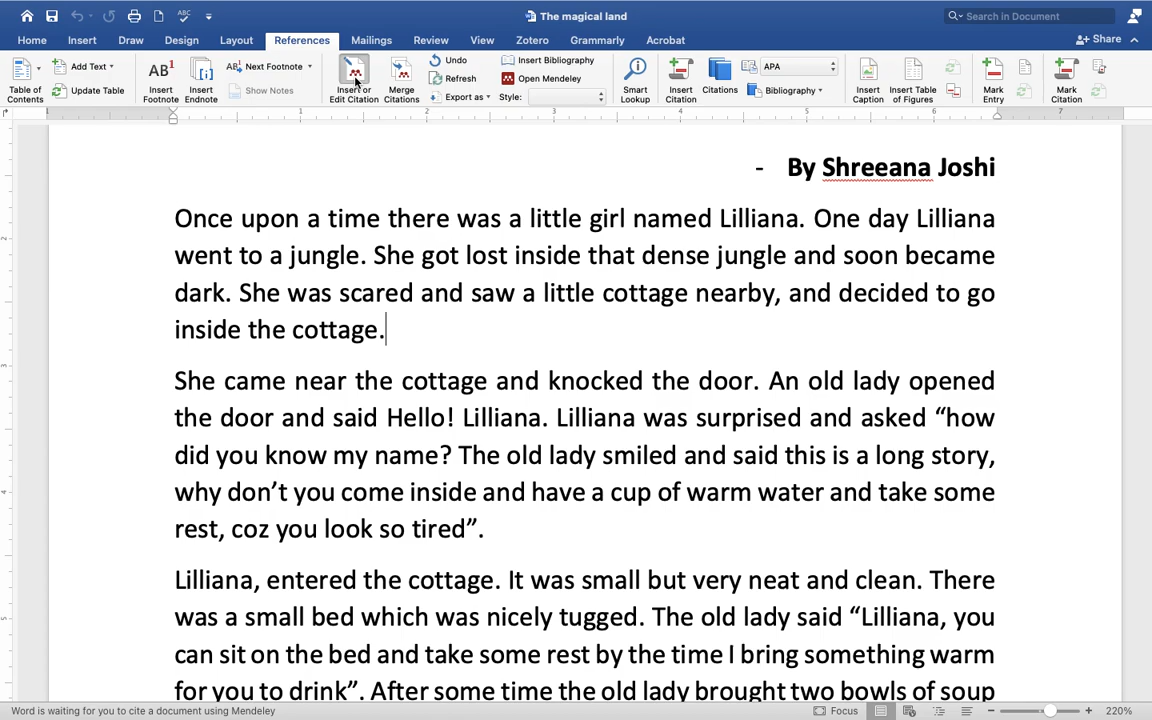 The magical land
Search in Document
Home Insert Draw Design Layout References Mailings Review View Zotero Grammarly Acrobat Share
Table of Contents
Add Text
Update Table
AB1 Insert Footnote
Insert Endnote
AB1 Next Footnote
Show Notes
Insert or Edit Citation
Merge Citations
Undo
Refresh
Export as
Insert Bibliography
Open Mendeley
Style:
Smart Lookup
Insert Citation
Citations
APA
Bibliography
Insert Caption
Insert Table of Figures
Mark Entry
Mark Citation
1 1 2 3 4 5 6 7
- By Shreeana Joshi
Once upon a time there was a little girl named Lilliana. One day Lilliana
went to a jungle. She got lost inside that dense jungle and soon became
dark. She was scared and saw a little cottage nearby, and decided to go
inside the cottage.
She came near the cottage and knocked the door. An old lady opened
the door and said Hello! Lilliana. Lilliana was surprised and asked “how
did you know my name? The old lady smiled and said this is a long story,
why don’t you come inside and have a cup of warm water and take some
rest, coz you look so tired”.
Lilliana, entered the cottage. It was small but very neat and clean. There
was a small bed which was nicely tugged. The old lady said “Lilliana, you
can sit on the bed and take some rest by the time I bring something warm
for you to drink”. After some time the old lady brought two bowls of soup
Word is waiting for you to cite a document using Mendeley
Focus
220%